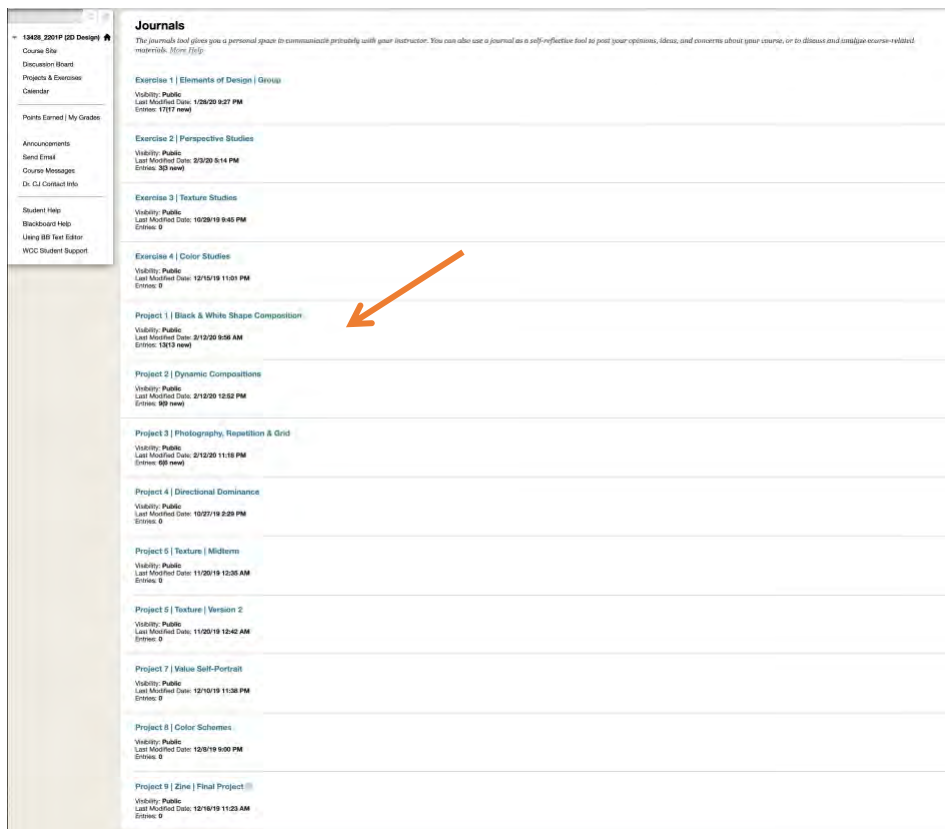 13428_2201P (2D Design)
Course Site
Discussion Board
Projects & Exercises
Calendar
Points Earned | My Grades
Announcements
Send Email
Course Messages
Dr. CJ Contact Info
Student Help
Blackboard Help
Using BB Text Editor
WCC Student Support
Journals
The journals tool gives you a personal space to communicate privately with your instructor. You can also use a journal as a self-reflective tool to post your opinions, ideas, and concerns about your course, or to discuss and analyze course-related
materials. More Help
Exercise 1 | Elements of Design | Group
Visibility: Public
Last Modified Date: 1/28/20 9:27 PM
Entries: 17(17 new)
Exercise 2 | Perspective Studies
Visibility: Public
Last Modified Date: 2/3/20 5:14 PM
Entries: 3(3 new)
Exercise 3 | Texture Studies
Visibility: Public
Last Modified Date: 10/29/19 9:45 PM
Entries: 0
Exercise 4 | Color Studies
Visibility: Public
Last Modified Date: 12/15/19 11:01 PM
Entries: 0
Project 1 | Black & White Shape Composition
Visibility: Public
Last Modified Date: 2/12/20 9:56 AM
Entries: 13(13 new)
Project 2 | Dynamic Compositions
Visibility: Public
Last Modified Date: 2/12/20 12:52 PM
Entries: 9(9 new)
Project 3 | Photography, Repetition & Grid
Visibility: Public
Last Modified Date: 2/12/20 11:18 PM
Entries: 6(6 new)
Project 4 | Directional Dominance
Visibility: Public
Last Modified Date: 10/27/19 2:29 PM
Entries: 0
Project 5 | Texture | Midterm
Visibility: Public
Last Modified Date: 11/20/19 12:38 AM
Entries: 0
Project 5 | Texture | Version 2
Visibility: Public
Last Modified Date: 11/20/19 12:42 AM
Entries: 0
Project 7 | Value Self-Portrait
Visibility: Public
Last Modified Date: 12/10/19 11:38 PM
Entries: 0
Project 8 | Color Schemes
Visibility: Public
Last Modified Date: 12/8/19 9:00 PM
Entries: 0
Project 9 | Zine | Final Project
Visibility: Public
Last Modified Date: 12/16/19 11:23 AM
Entries: 0